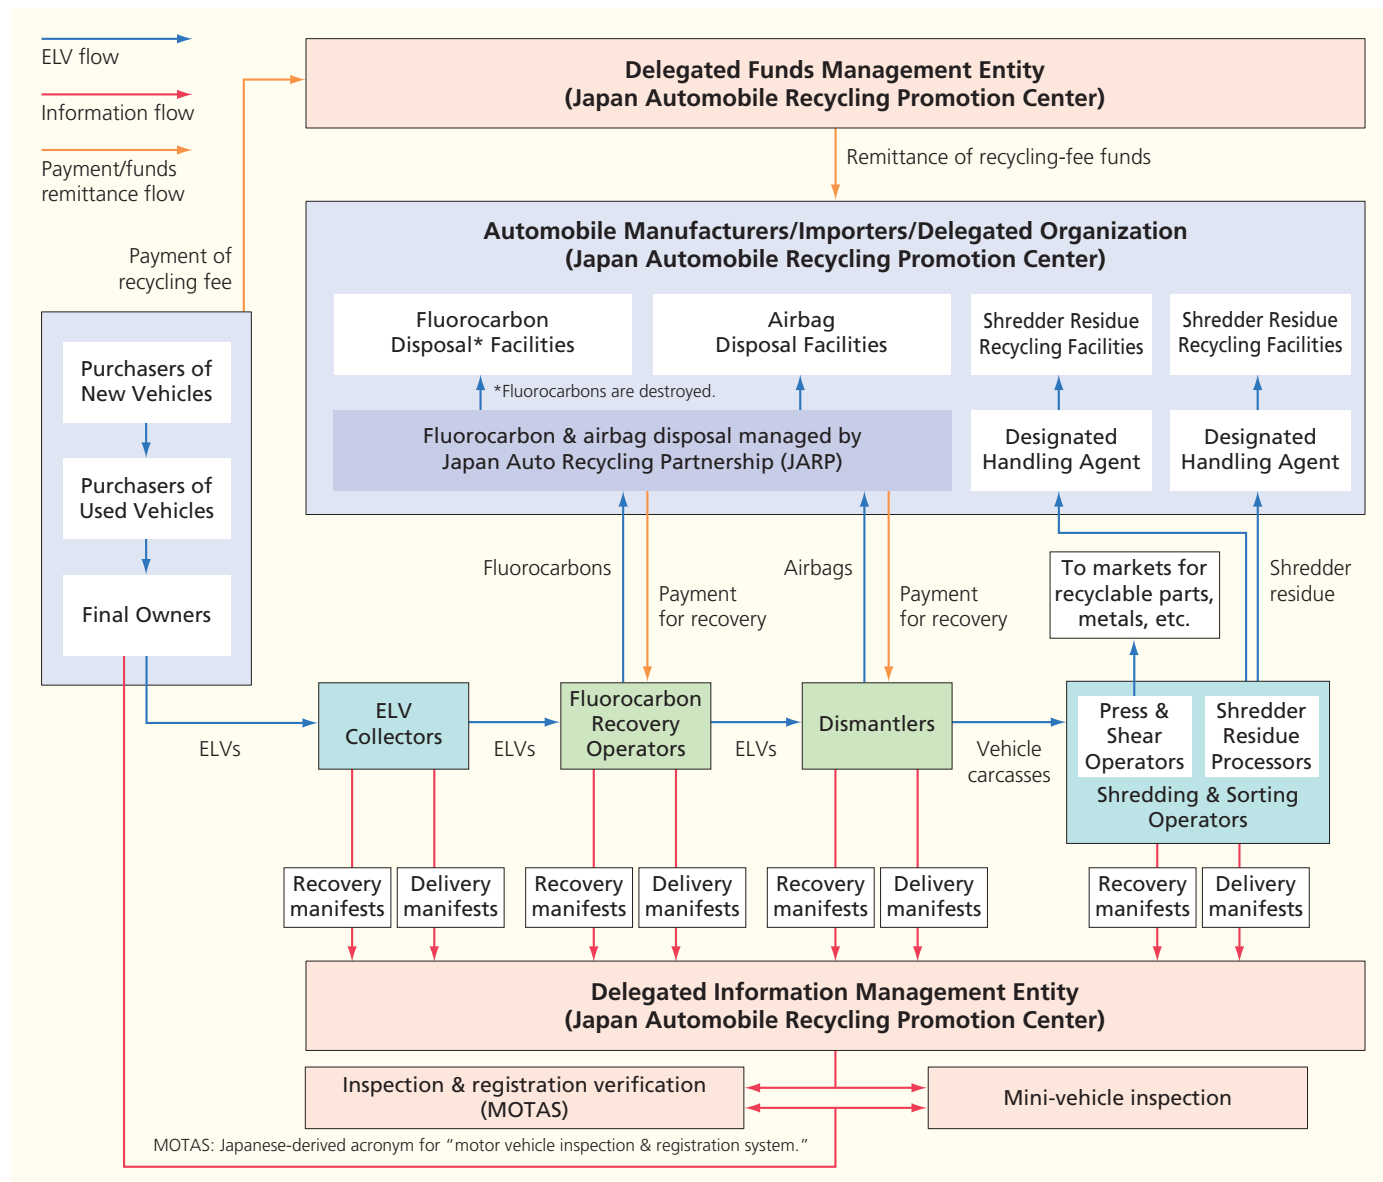 ELV flow
Information flow
Payment/funds
remittance flow
Delegated Funds Management Entity
(Japan Automobile Recycling Promotion Center)
Remittance of recycling-fee funds
Payment of
recycling fee
Automobile Manufacturers/Importers/Delegated Organization
(Japan Automobile Recycling Promotion Center)
Fluorocarbon
Disposal* Facilities
Airbag
Disposal Facilities
Shredder Residue
Recycling Facilities
Shredder Residue
Recycling Facilities
*Fluorocarbons are destroyed.
Fluorocarbon & airbag disposal managed by
Japan Auto Recycling Partnership (JARP)
Designated
Handling Agent
Designated
Handling Agent
Purchasers of
New Vehicles
Purchasers of
Used Vehicles
Final Owners
Fluorocarbons
Payment
for recovery
Airbags
Payment
for recovery
To markets for
recyclable parts,
metals, etc.
Shredder
residue
ELVs
ELV
Collectors
ELVs
Fluorocarbon
Recovery
Operators
ELVs
Dismantlers
Vehicle
carcasses
Press &
Shear
Operators
Shredder
Residue
Processors
Shredding & Sorting
Operators
Recovery
manifests
Delivery
manifests
Recovery
manifests
Delivery
manifests
Recovery
manifests
Delivery
manifests
Recovery
manifests
Delivery
manifests
Delegated Information Management Entity
(Japan Automobile Recycling Promotion Center)
Inspection & registration verification
(MOTAS)
Mini-vehicle inspection
MOTAS: Japanese-derived acronym for “motor vehicle inspection & registration system.”